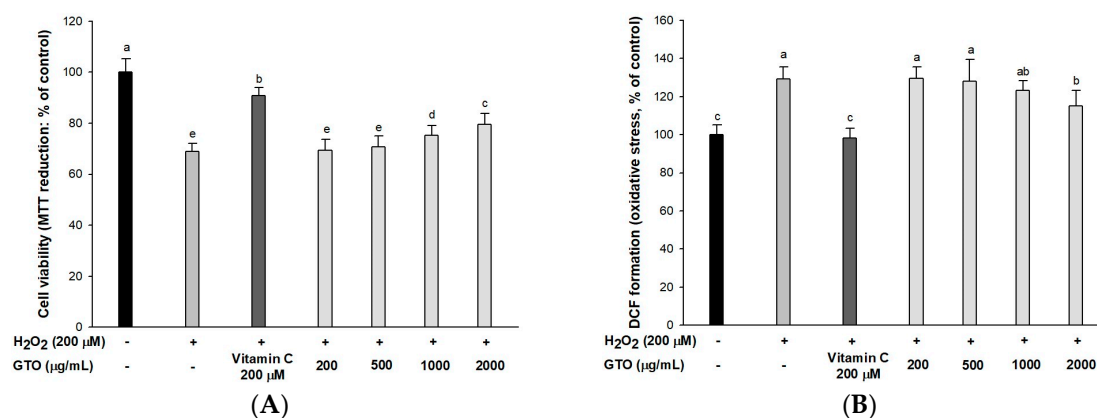 Cell viability (MTT reduction: % of control)
120
100
80
60
40
20
0
a
e
b
e
e
d
c
H₂O₂ (200 μM)
- + + + + + +
GTO (μg/mL)
- - Vitamin C 200 500 1000 2000
200 μM
(A)
DCF formation (oxidative stress, % of control)
160
140
120
100
80
60
40
20
0
c
a
c
a
a
ab
b
H₂O₂ (200 μM)
- + + + + + +
GTO (μg/mL)
- - Vitamin C 200 500 1000 2000
200 μM
(B)